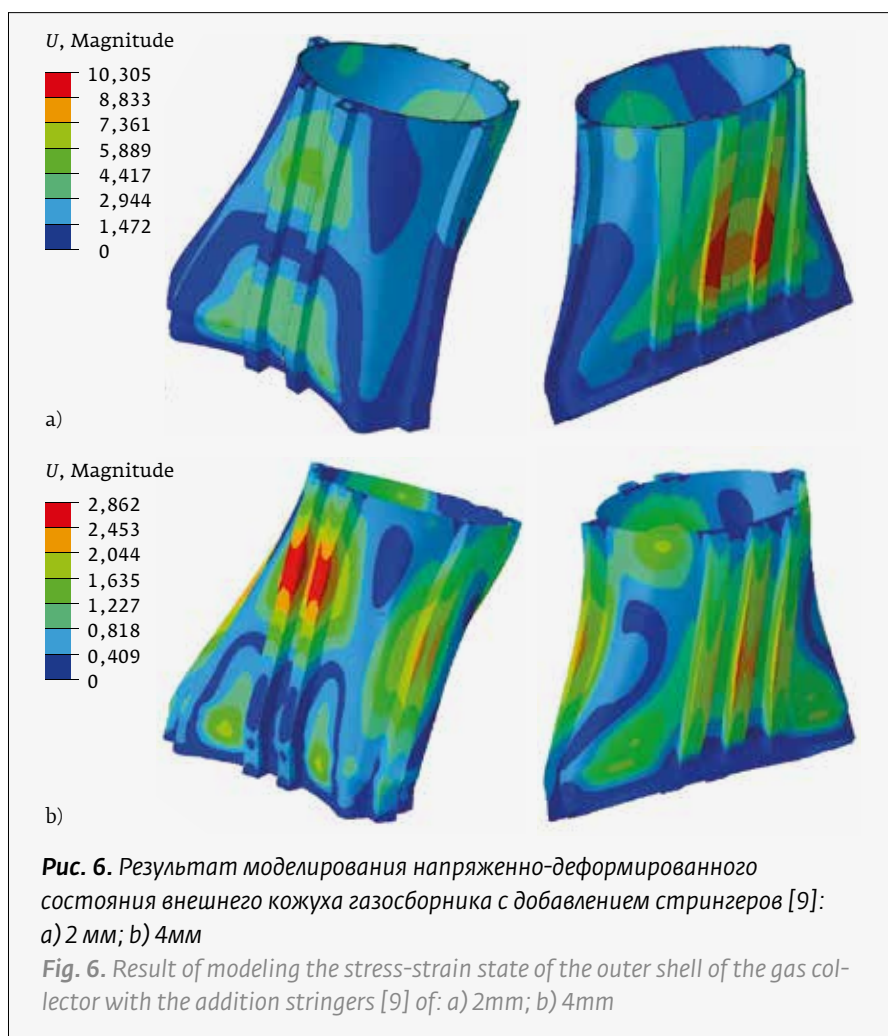 U, Magnitude
10,305
8,833
7,361
5,889
4,417
2,944
1,472
0
a)
U, Magnitude
2,862
2,453
2,044
1,635
1,227
0,818
0,409
0
b)
Рис. 6. Результат моделирования напряженно-деформированного
состояния внешнего кожуха газосборника с добавлением стрингеров [9]:
a) 2 мм; b) 4мм
Fig. 6. Result of modeling the stress-strain state of the outer shell of the gas col-
lector with the addition stringers [9] of: a) 2mm; b) 4mm